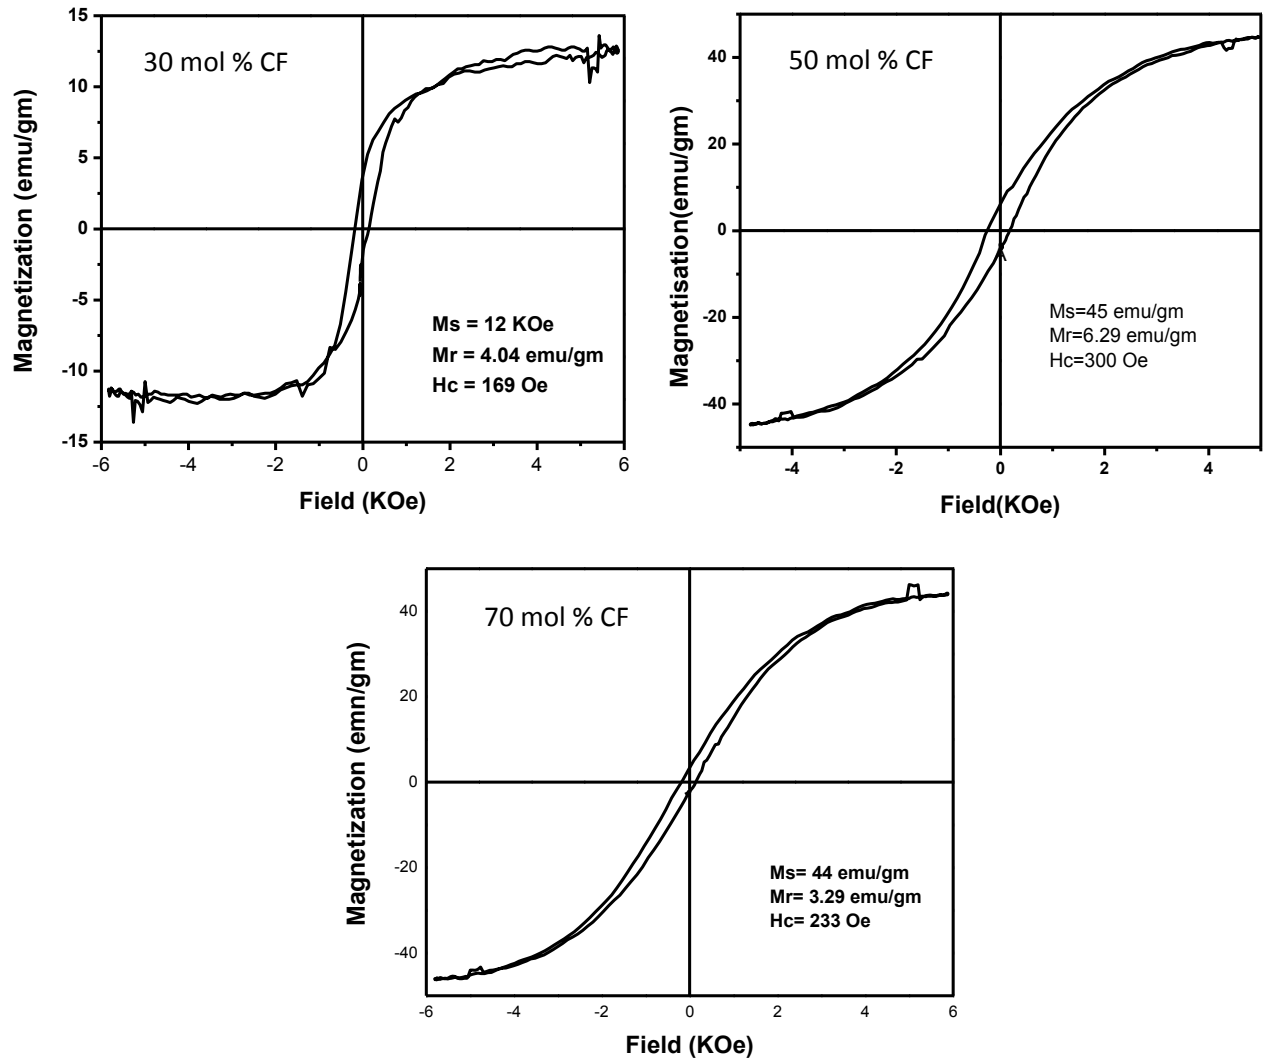 30 mol % CF
15
10
5
0
-5
-10
-15
-6
-4
-2
0
2
4
6
Magnetization (emu/gm)
Field (KOe)
Ms = 12 KOe
Mr = 4.04 emu/gm
Hc = 169 Oe
50 mol % CF
40
20
0
-20
-40
-4
-2
0
2
4
Magnetisation(emu/gm)
Field(KOe)
Ms=45 emu/gm
Mr=6.29 emu/gm
Hc=300 Oe
70 mol % CF
40
20
0
-20
-40
-6
-4
-2
0
2
4
6
Magnetization (emn/gm)
Field (KOe)
Ms= 44 emu/gm
Mr= 3.29 emu/gm
Hc= 233 Oe